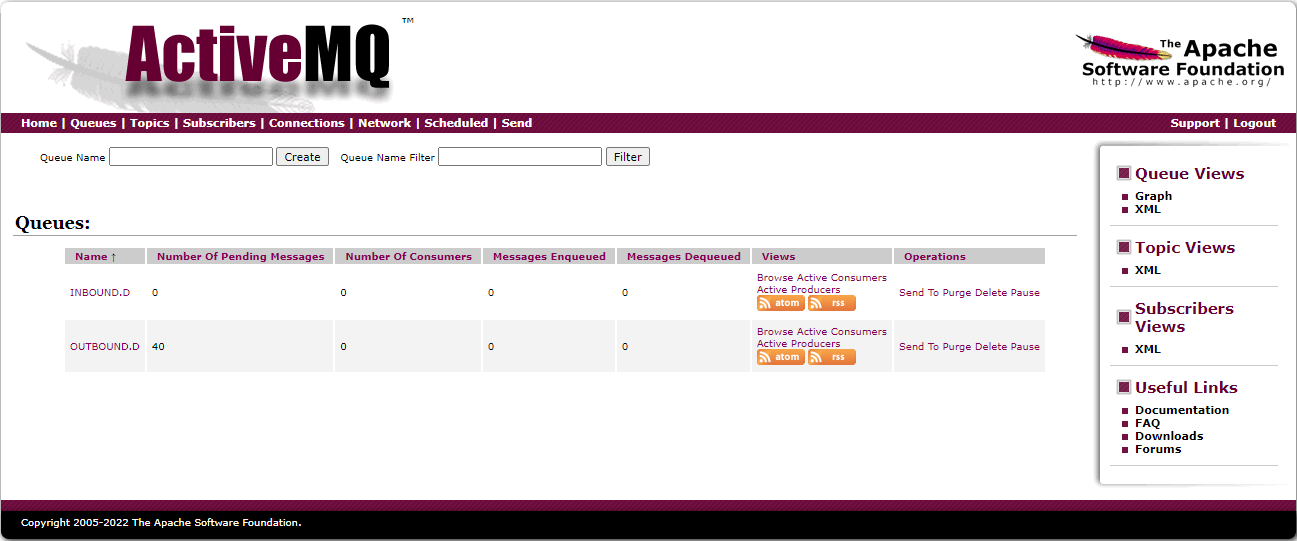 ActiveMQ ™
The Apache
Software Foundation
http://www.apache.org/
Home | Queues | Topics | Subscribers | Connections | Network | Scheduled | Send
Support | Logout
Queue Name Create Queue Name Filter Filter
Queues:
Name ↑ Number Of Pending Messages Number Of Consumers Messages Enqueued Messages Dequeued Views Operations
INBOUND.D 0 0 0 0 Browse Active Consumers
Active Producers
atom rss
Send To Purge Delete Pause
OUTBOUND.D 40 0 0 0 Browse Active Consumers
Active Producers
atom rss
Send To Purge Delete Pause
Queue Views
Graph
XML
Topic Views
XML
Subscribers
Views
XML
Useful Links
Documentation
FAQ
Downloads
Forums
Copyright 2005-2022 The Apache Software Foundation.